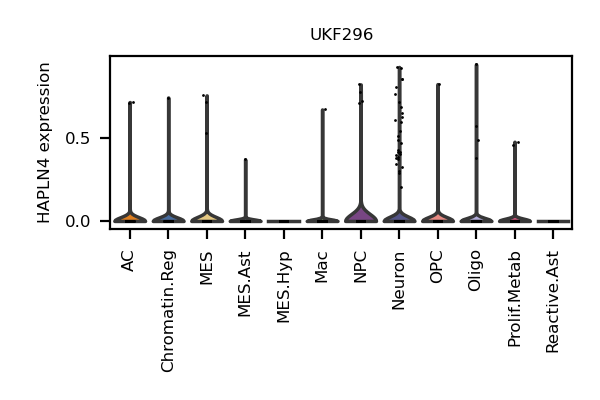 UKF296
HAPLN4 expression
0.5
0.0
AC
Chromatin.Reg
MES
MES.Ast
MES.Hyp
Mac
NPC
Neuron
OPC
Oligo
Prolif.Metab
Reactive.Ast